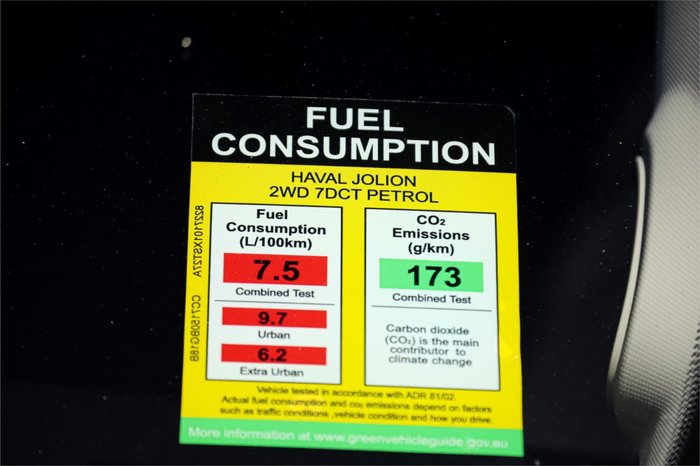 FUEL
CONSUMPTION
HAVAL JOLION
2WD 7DCT PETROL
Fuel
Consumption
(L/100km)
7.5
Combined Test
9.7
Urban
6.2
Extra Urban
CO₂
Emissions
(g/km)
173
Combined Test
Carbon dioxide
(CO₂) is the main
contributor to
climate change
Vehicle tested in accordance with ADR 81/02.
Actual fuel consumption and co₂ emissions depend on factors
such as traffic conditions ,vehicle condition and how you drive.
More information at www.greenvehicleguide.gov.au
8227101XST27A